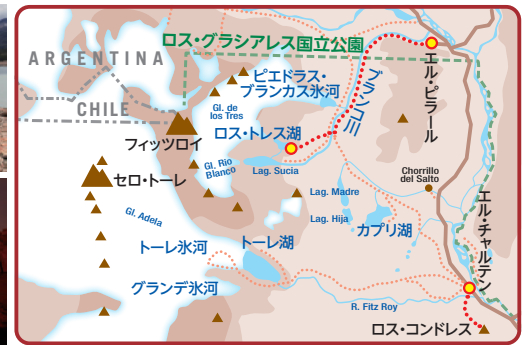 ロス・グラシアレス国立公園
ARGENTINA
CHILE
ピエドラス・
ブランカス氷河
Gl. de
los Tres
ブランコ川
エル・ピラール
フィッツロイ
ロス・トレス湖
Gl. Rio
Blanco
Lag. Sucia
セロ・トーレ
Lag. Madre
Chorrillo
del Salto
Gl. Adela
Lag. Hija
カプリ湖
エル・チャルテン
トーレ氷河
トーレ湖
グランデ氷河
R. Fitz Roy
ロス・コンドレス